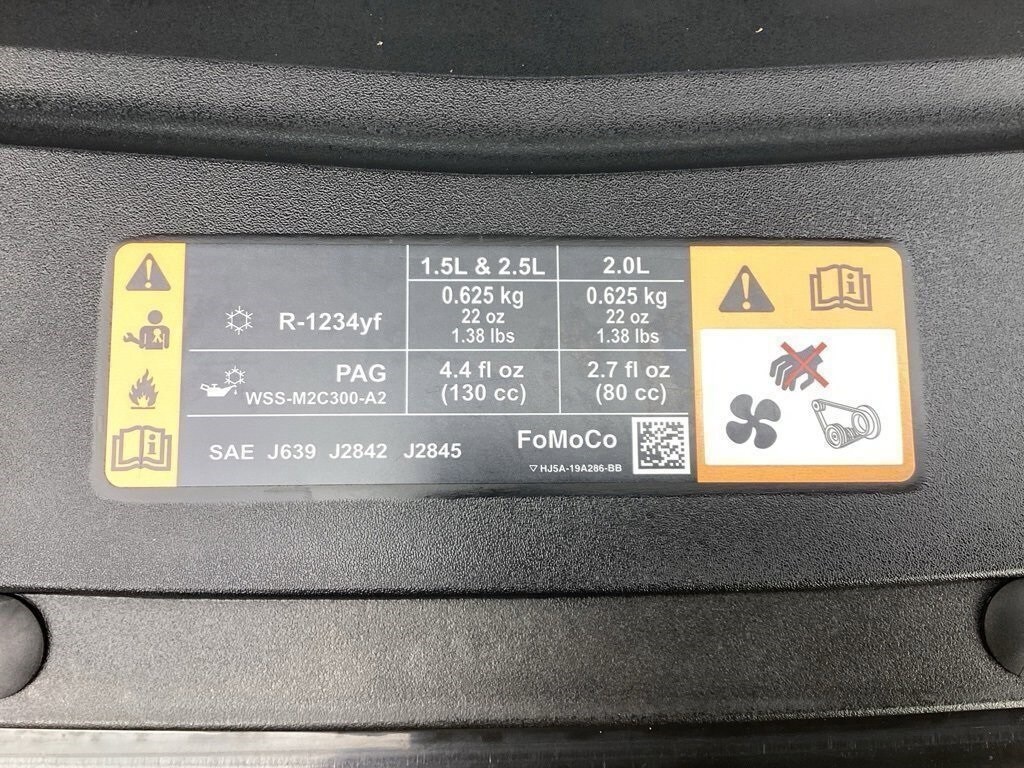 1.5L & 2.5L 2.0L
R-1234yf 0.625 kg 0.625 kg
22 oz 22 oz
1.38 lbs 1.38 lbs
PAG 4.4 fl oz 2.7 fl oz
WSS-M2C300-A2 (130 cc) (80 cc)
SAE J639 J2842 J2845 FoMoCo
HJ5A-19A286-BB